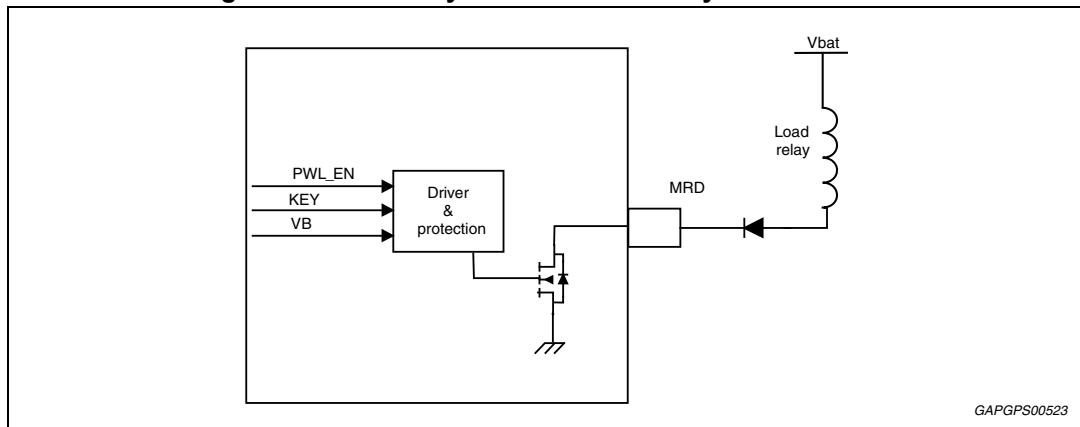 Vbat
Load
relay
PWL_EN
KEY
VB
Driver
&
protection
MRD
GAPGPS00523